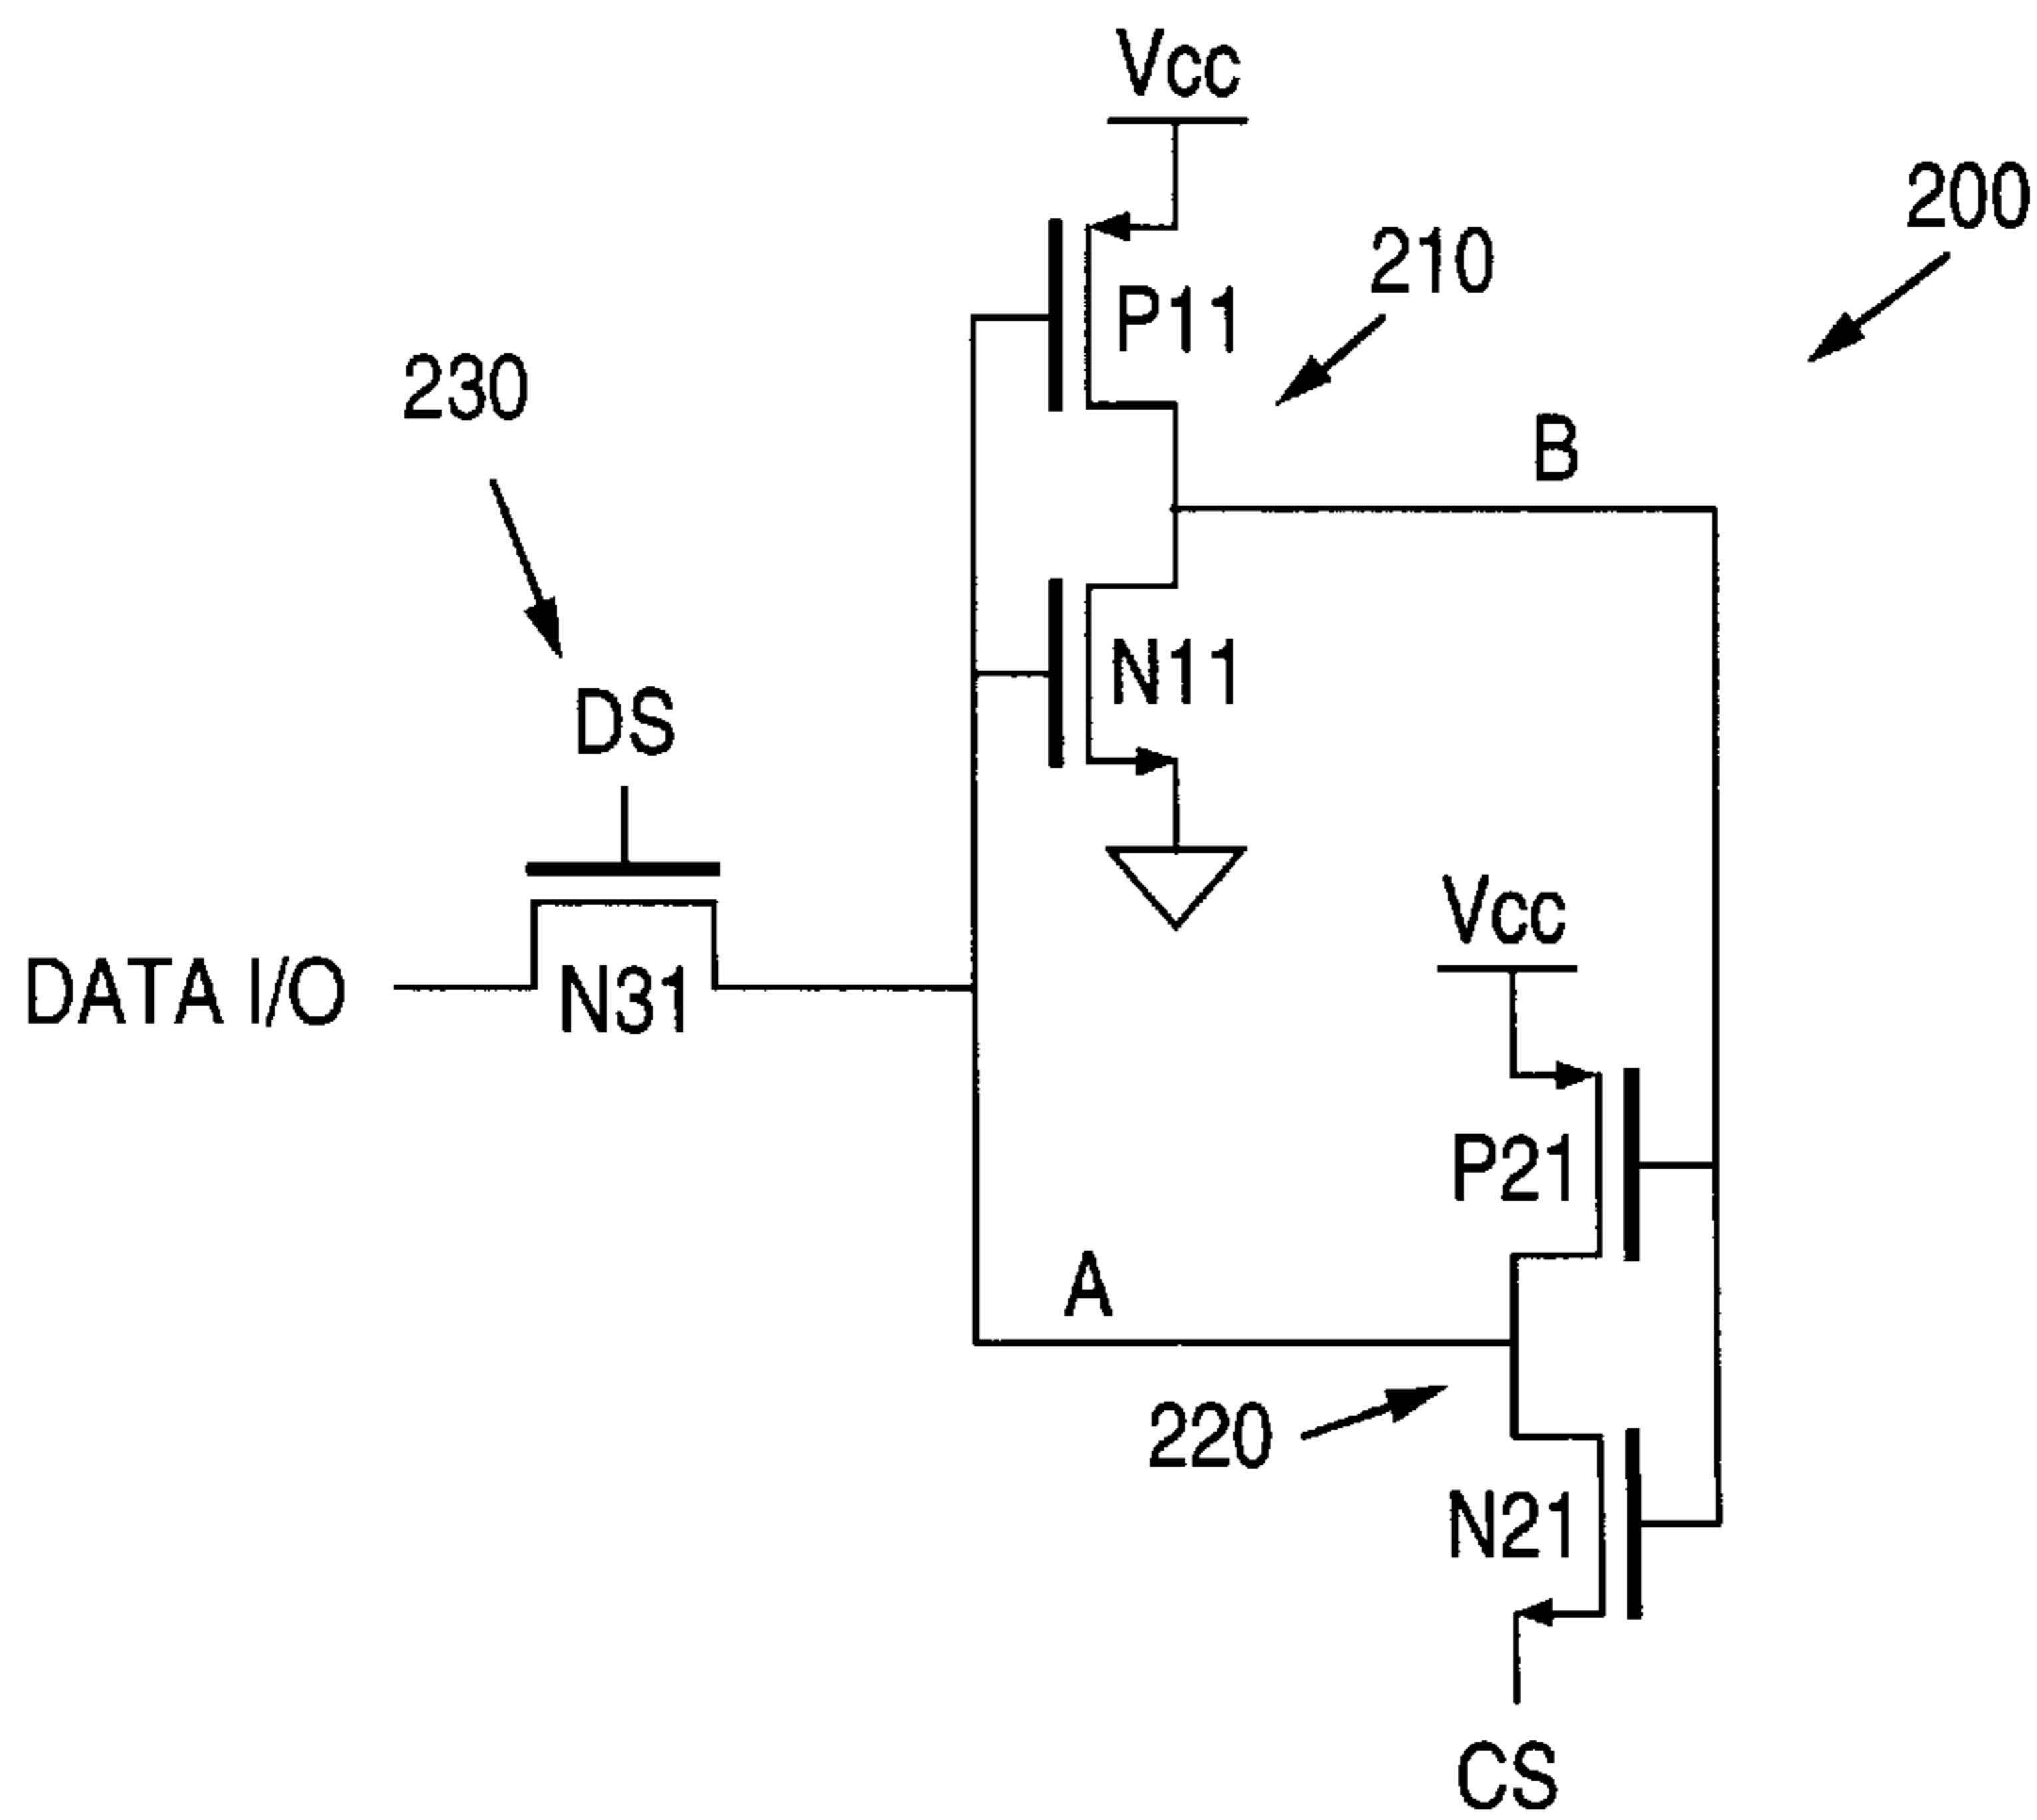 Vcc
200
210
P11
230
B
N11
DS
Vcc
DATA I/O
N31
P21
A
220
N21
CS